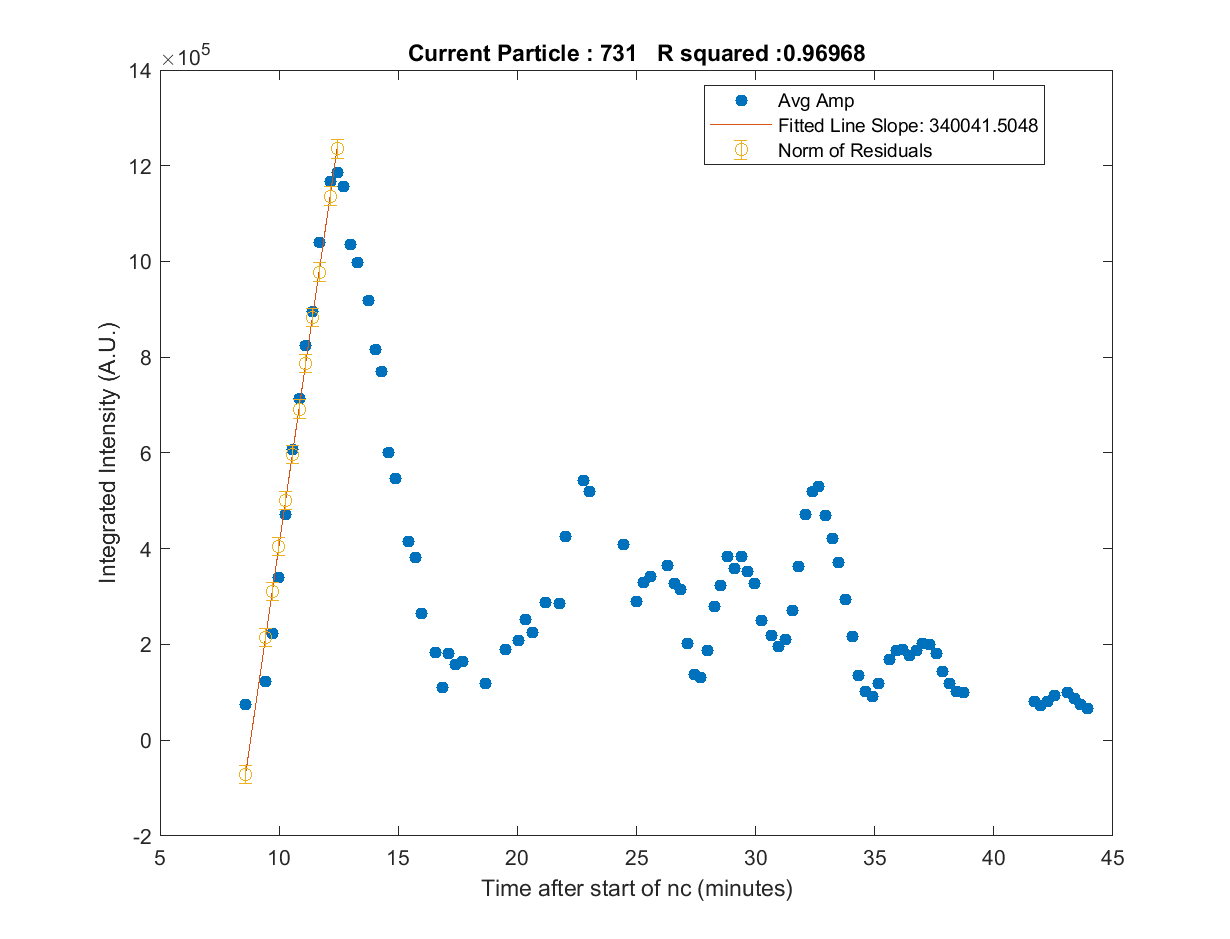 Current Particle : 731   R squared :0.96968
×10^5
14
12
10
8
6
4
2
0
-2
Integrated Intensity (A.U.)
Avg Amp
Fitted Line Slope: 340041.5048
Norm of Residuals
5 10 15 20 25 30 35 40 45
Time after start of nc (minutes)